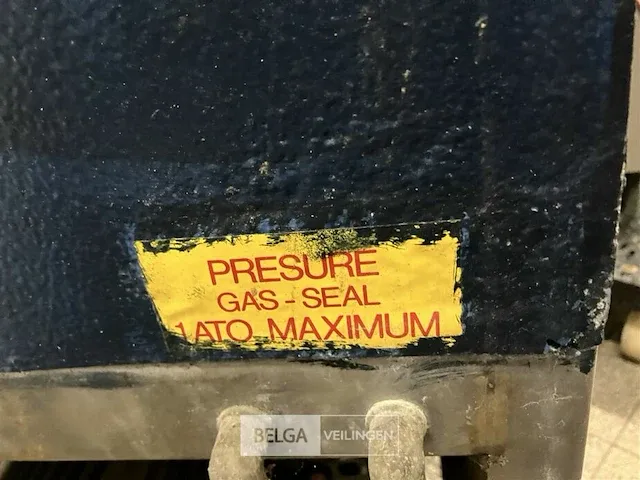 PRESURE
GAS-SEAL
1ATO MAXIMUM
BELGA VEILINGEN